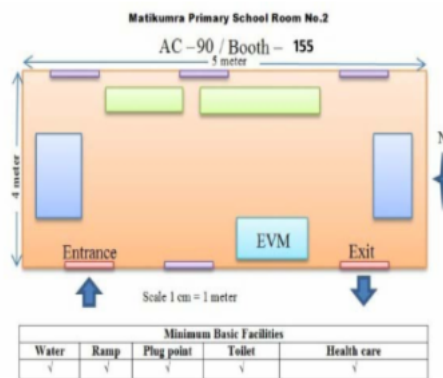 Matikumra Primary School Room No.2
AC – 90 / Booth – 155
5 meter
4 meter
N
EVM
Entrance
Exit
Scale 1 cm = 1 meter
Minimum Basic Facilities
Water Ramp Plug point Toilet Health care
√ √ √ √ √